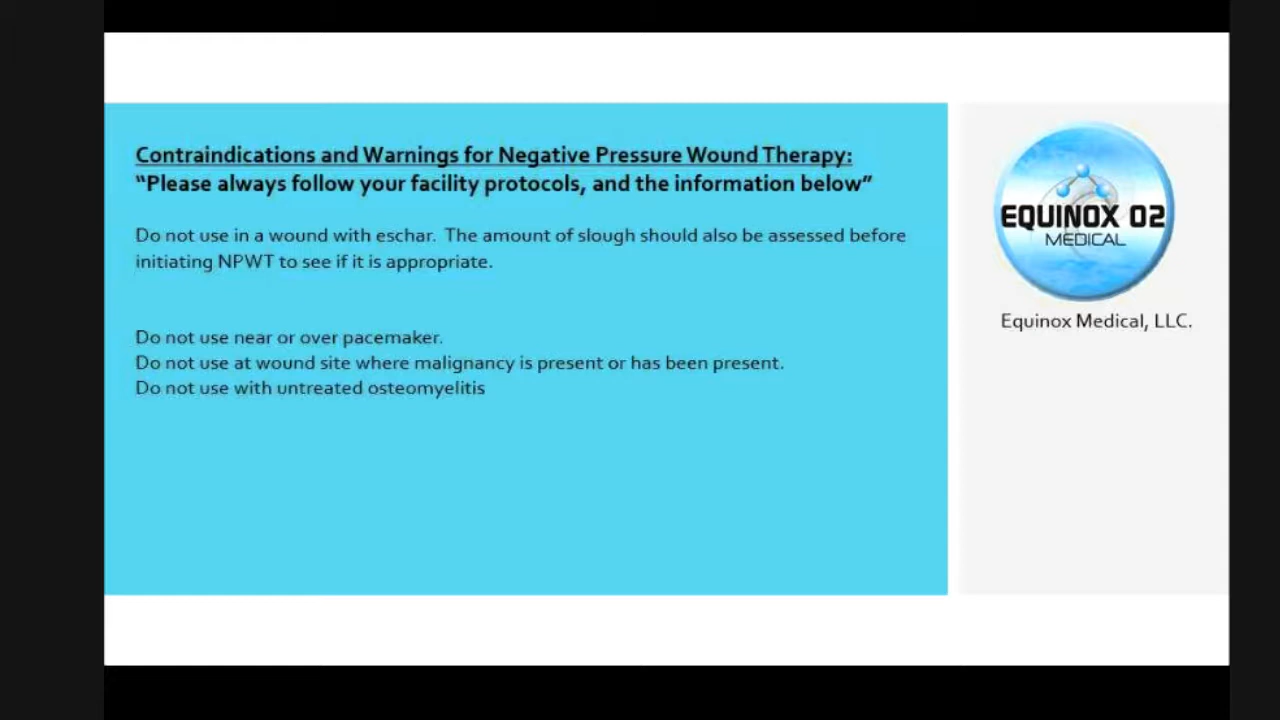 Contraindications and Warnings for Negative Pressure Wound Therapy:
“Please always follow your facility protocols, and the information below”
Do not use in a wound with eschar. The amount of slough should also be assessed before
initiating NPWT to see if it is appropriate.
Do not use near or over pacemaker.
Do not use at wound site where malignancy is present or has been present.
Do not use with untreated osteomyelitis
EQUINOX O2
MEDICAL
Equinox Medical, LLC.